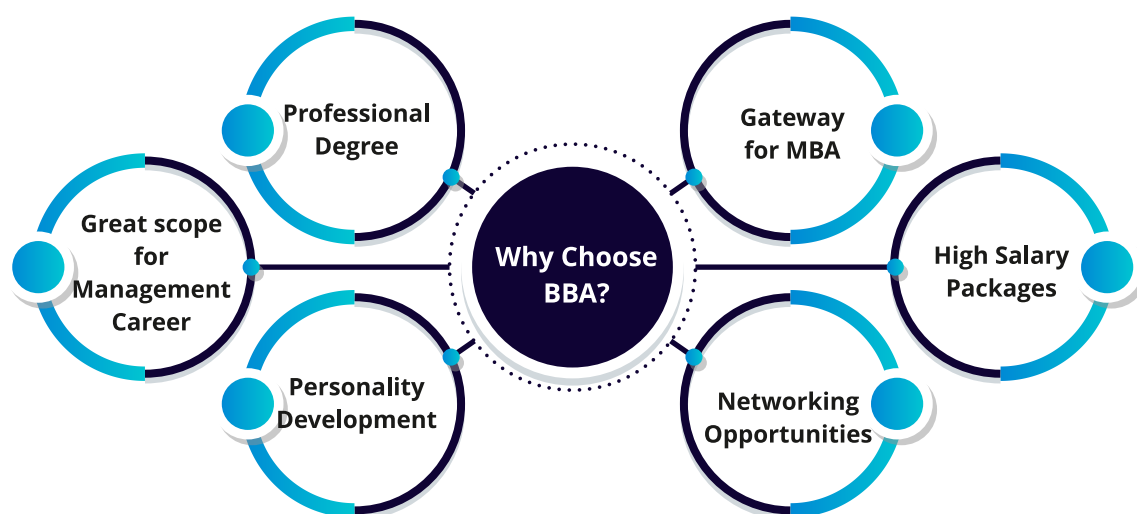 Professional
Degree
Gateway
for MBA
Great scope
for
Management
Career
Why Choose
BBA?
High Salary
Packages
Personality
Development
Networking
Opportunities